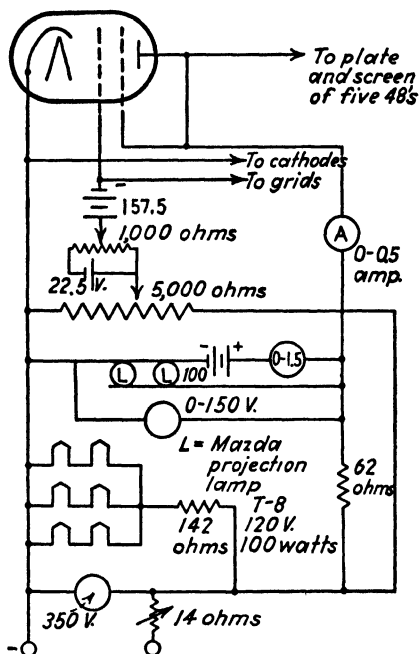 To plate
and screen
of five 48's
To cathodes
To grids
-
157.5
1,000 ohms
A
0-0.5
amp.
22.5 V.
5,000 ohms
- +
0-1.5
L L 100
0-150 V.
L = Mazda
projection
lamp
T-8
120 V.
100 watts
62
ohms
142
ohms
350 V.
14 ohms
-